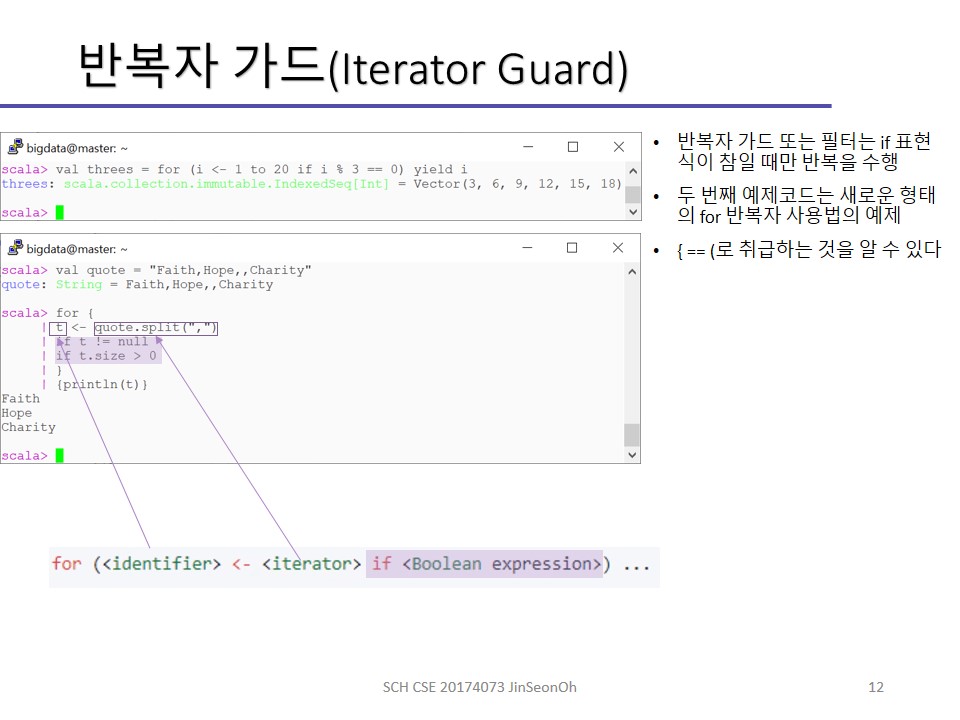 반복자 가드(Iterator Guard)
bigdata@master: ~
scala> val threes = for (i <- 1 to 20 if i % 3 == 0) yield i
threes: scala.collection.immutable.IndexedSeq[Int] = Vector(3, 6, 9, 12, 15, 18)
scala>
bigdata@master: ~
scala> val quote = "Faith,Hope,,Charity"
quote: String = Faith,Hope,,Charity
scala> for {
| t <- quote.split(",")
| if t != null
| if t.size > 0
| }
| {println(t)}
Faith
Hope
Charity
scala>
• 반복자 가드 또는 필터는 if 표현
식이 참일 때만 반복을 수행
• 두 번째 예제코드는 새로운 형태
의 for 반복자 사용법의 예제
• { == (로 취급하는 것을 알 수 있다
for (<identifier> <- <iterator> if <Boolean expression>) ...
SCH CSE 20174073 JinSeonOh
12